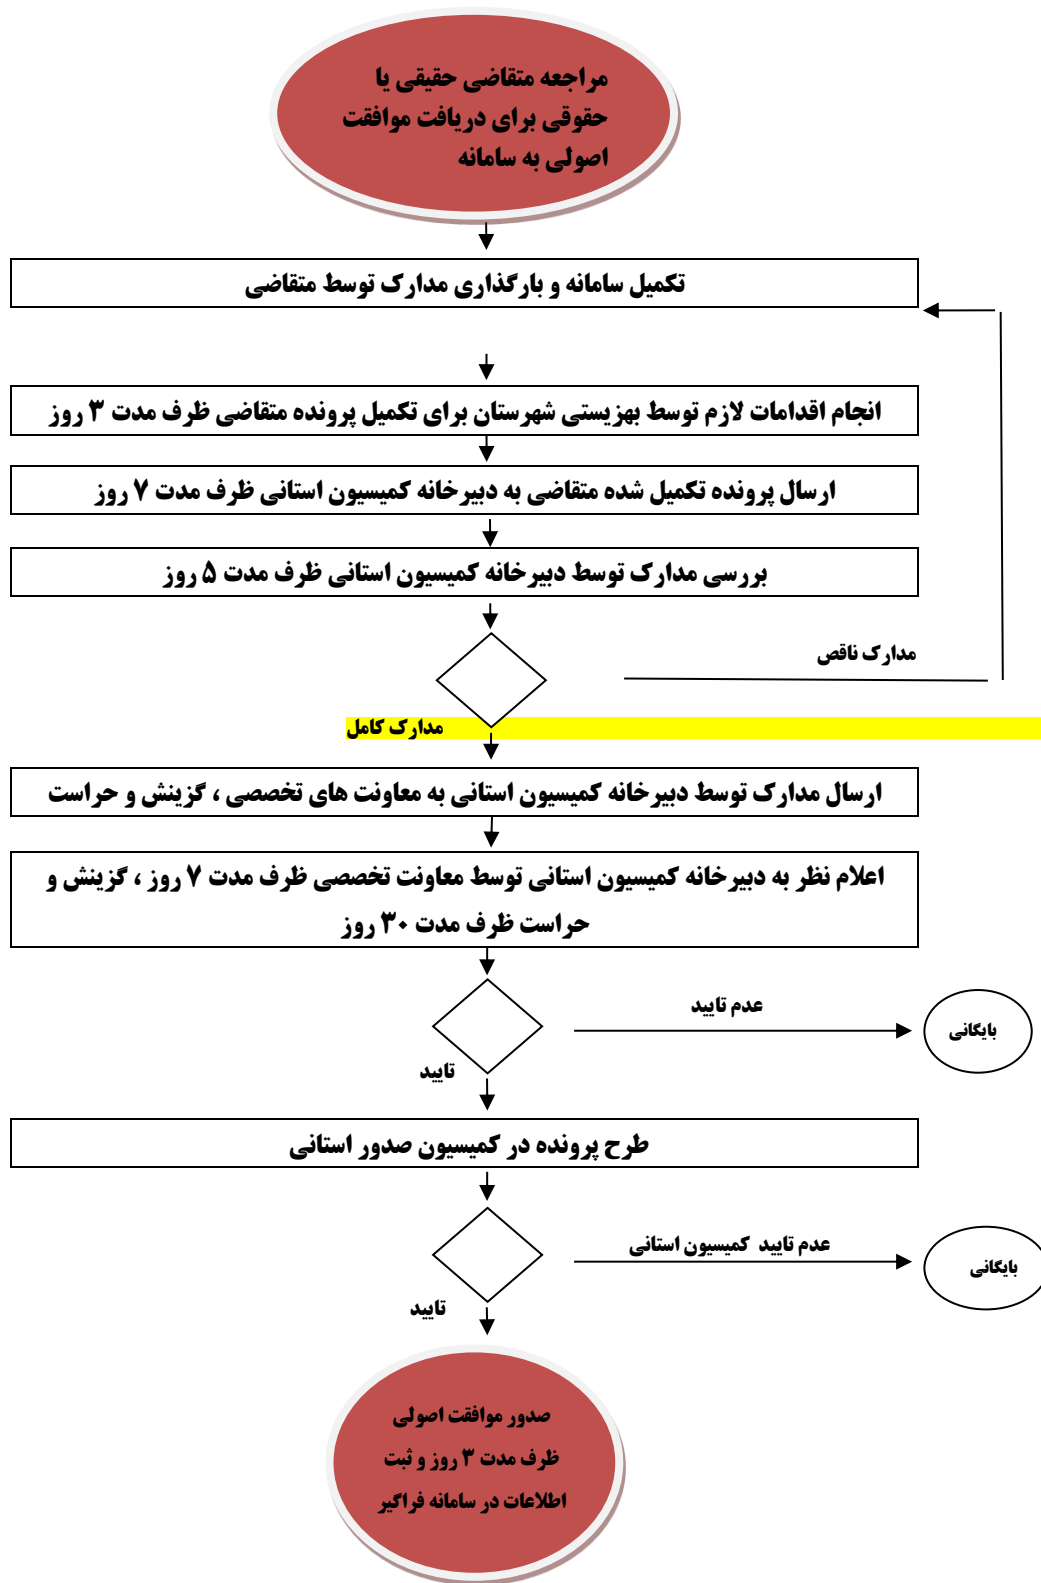 مراجعه متقاضی حقیقی یا
حقوقی برای دریافت موافقت
اصولی به سامانه
تکمیل سامانه و بارگذاری مدارک توسط متقاضی
انجام اقدامات لازم توسط بهزیستی شهرستان برای تکمیل پرونده متقاضی ظرف مدت ۳ روز
ارسال پرونده تکمیل شده متقاضی به دبیرخانه کمیسیون استانی ظرف مدت ۷ روز
بررسی مدارک توسط دبیرخانه کمیسیون استانی ظرف مدت ۵ روز
مدارک ناقص
مدارک کامل
ارسال مدارک توسط دبیرخانه کمیسیون استانی به معاونت های تخصصی ، گزینش و حراست
اعلام نظر به دبیرخانه کمیسیون استانی توسط معاونت تخصصی ظرف مدت ۷ روز ، گزینش و
حراست ظرف مدت ۳۰ روز
عدم تایید
بایگانی
تایید
طرح پرونده در کمیسیون صدور استانی
عدم تایید کمیسیون استانی
بایگانی
تایید
صدور موافقت اصولی
ظرف مدت ۳ روز و ثبت
اطلاعات در سامانه فراگیر